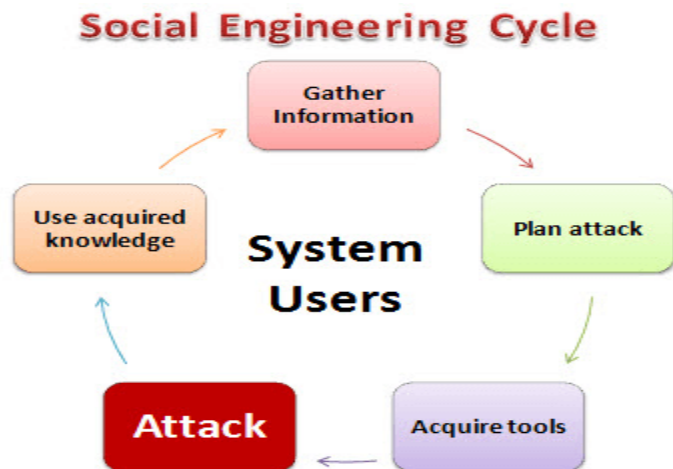 Social Engineering Cycle
Gather
Information
Plan attack
Acquire tools
Attack
Use acquired
knowledge
System
Users